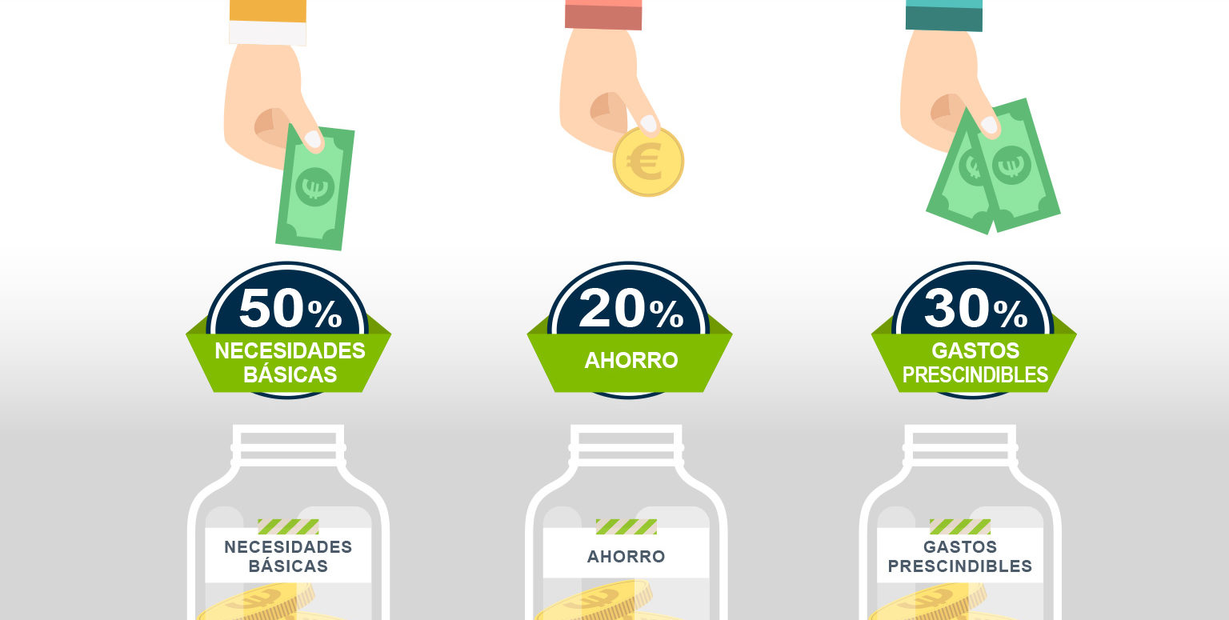 50%
NECESIDADES
BÁSICAS
20%
AHORRO
30%
GASTOS
PRESCINDIBLES
NECESIDADES
BÁSICAS
AHORRO
GASTOS
PRESCINDIBLES